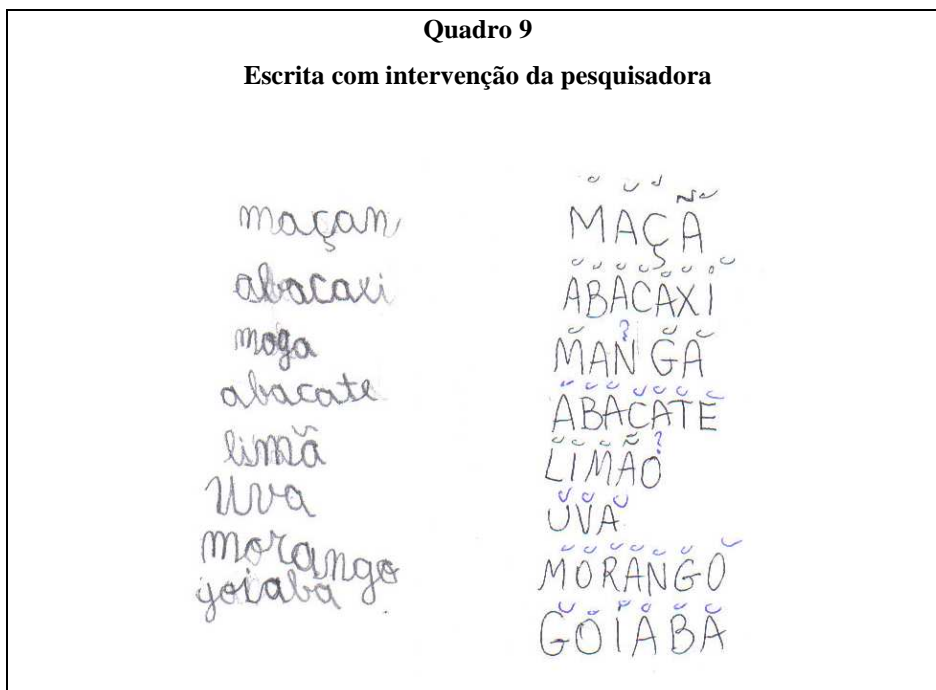 Quadro 9
Escrita com intervenção da pesquisadora
maçan
abacaxi
moga
abacate
limã
Uva
morango
goiaba
MAÇÃ
ABACAXI
MANGA
ABACATE
LIMÃO
UVA
MORANGO
GOIABA